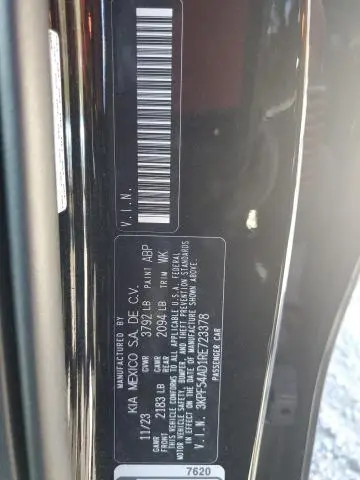 V.I.N.
KIA MEXICO S.A. DE C.V.
11/23 GVWR 3792 LB PAINT ABP
GAWR FRONT 2183 LB GAWR REAR 2094 LB TRIM WK
THIS VEHICLE CONFORMS TO ALL APPLICABLE U.S.A. FEDERAL
MOTOR VEHICLE SAFETY, BUMPER, AND THEFT PREVENTION STANDARDS
IN EFFECT ON THE DATE OF MANUFACTURE SHOWN ABOVE.
V.I.N. 3KPF54AD1RE723378
PASSENGER CAR
7620